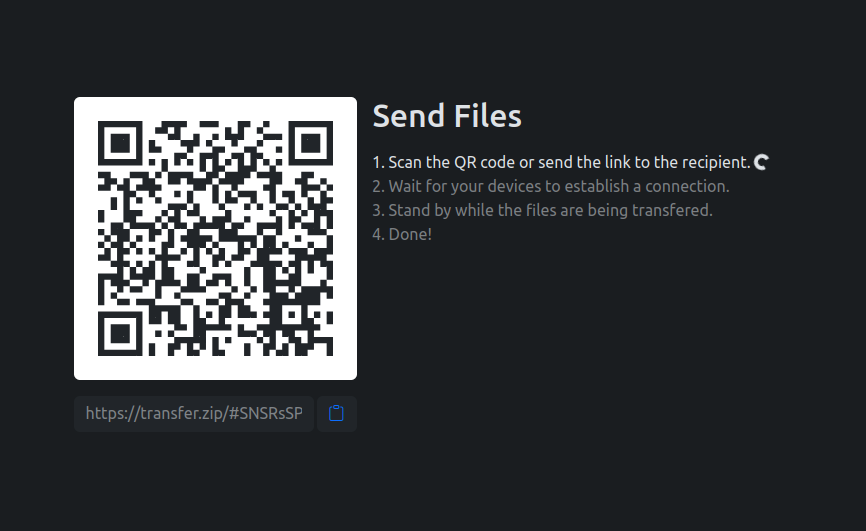 Send Files
1. Scan the QR code or send the link to the recipient.
2. Wait for your devices to establish a connection.
3. Stand by while the files are being transfered.
4. Done!
https://transfer.zip/#SNSRsSP